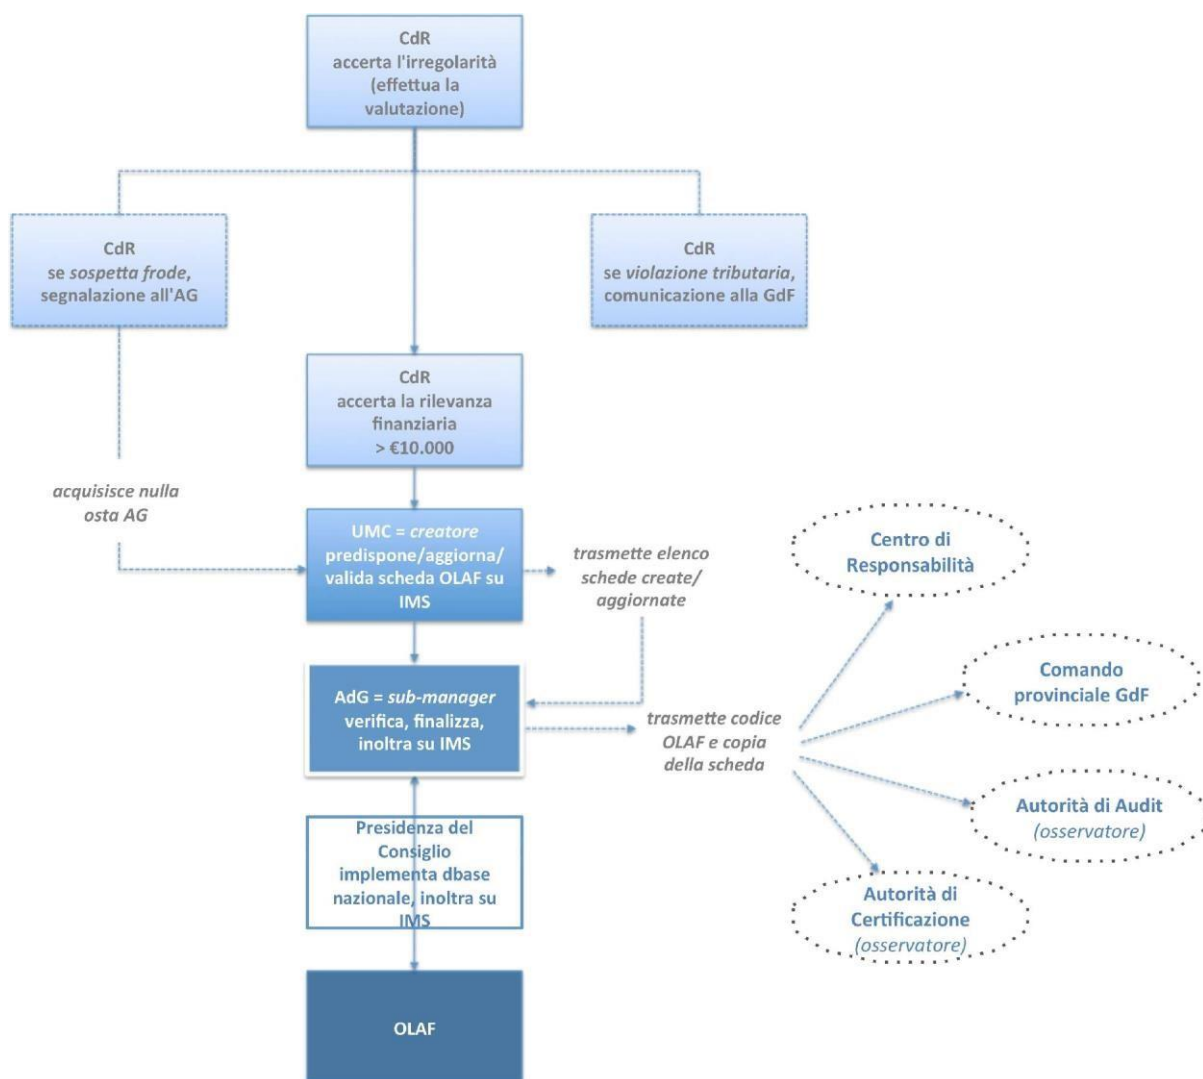 CdR
accerta l'irregolarità
(effettua la
valutazione)
CdR
se sospetta frode,
segnalazione all'AG
CdR
se violazione tributaria,
comunicazione alla GdF
CdR
accerta la rilevanza
finanziaria
> €10.000
acquisisce nulla
osta AG
UMC = creatore
predispone/aggiorna/
valida scheda OLAF su
IMS
trasmette elenco
schede create/
aggiornate
Centro di
Responsabilità
AdG = sub-manager
verifica, finalizza,
inoltra su IMS
trasmette codice
OLAF e copia
della scheda
Comando
provinciale GdF
Autorità di Audit
(osservatore)
Autorità di
Certificazione
(osservatore)
Presidenza del
Consiglio
implementa dbase
nazionale, inoltra su
IMS
OLAF